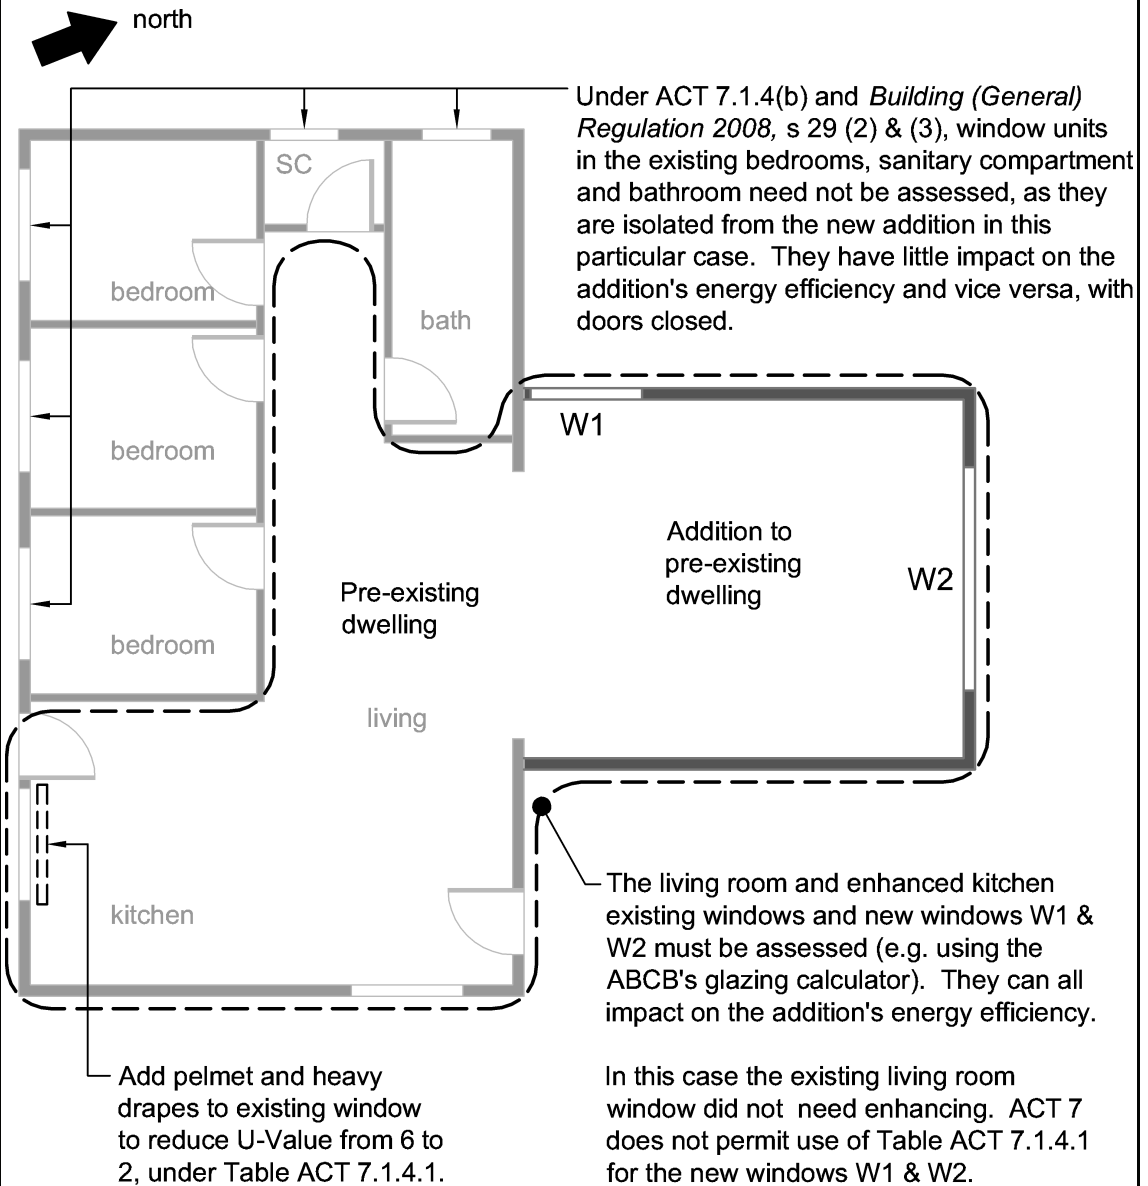 north
Under ACT 7.1.4(b) and Building (General)
Regulation 2008, s 29 (2) & (3), window units
in the existing bedrooms, sanitary compartment
and bathroom need not be assessed, as they
are isolated from the new addition in this
particular case.  They have little impact on the
addition's energy efficiency and vice versa, with
doors closed.
SC
bedroom
bath
W1
bedroom
Addition to
pre-existing
dwelling
W2
Pre-existing
dwelling
bedroom
living
kitchen
The living room and enhanced kitchen
existing windows and new windows W1 &
W2 must be assessed (e.g. using the
ABCB's glazing calculator).  They can all
impact on the addition's energy efficiency.
Add pelmet and heavy
drapes to existing window
to reduce U-Value from 6 to
2, under Table ACT 7.1.4.1.
In this case the existing living room
window did not  need enhancing.  ACT 7
does not permit use of Table ACT 7.1.4.1
for the new windows W1 & W2.